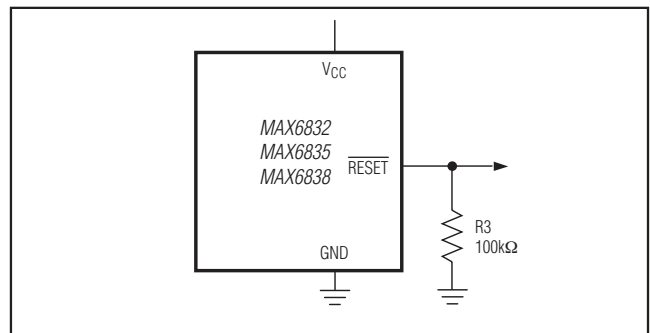 VCC
MAX6832
MAX6835
MAX6838
RESET
GND
R3
100kΩ